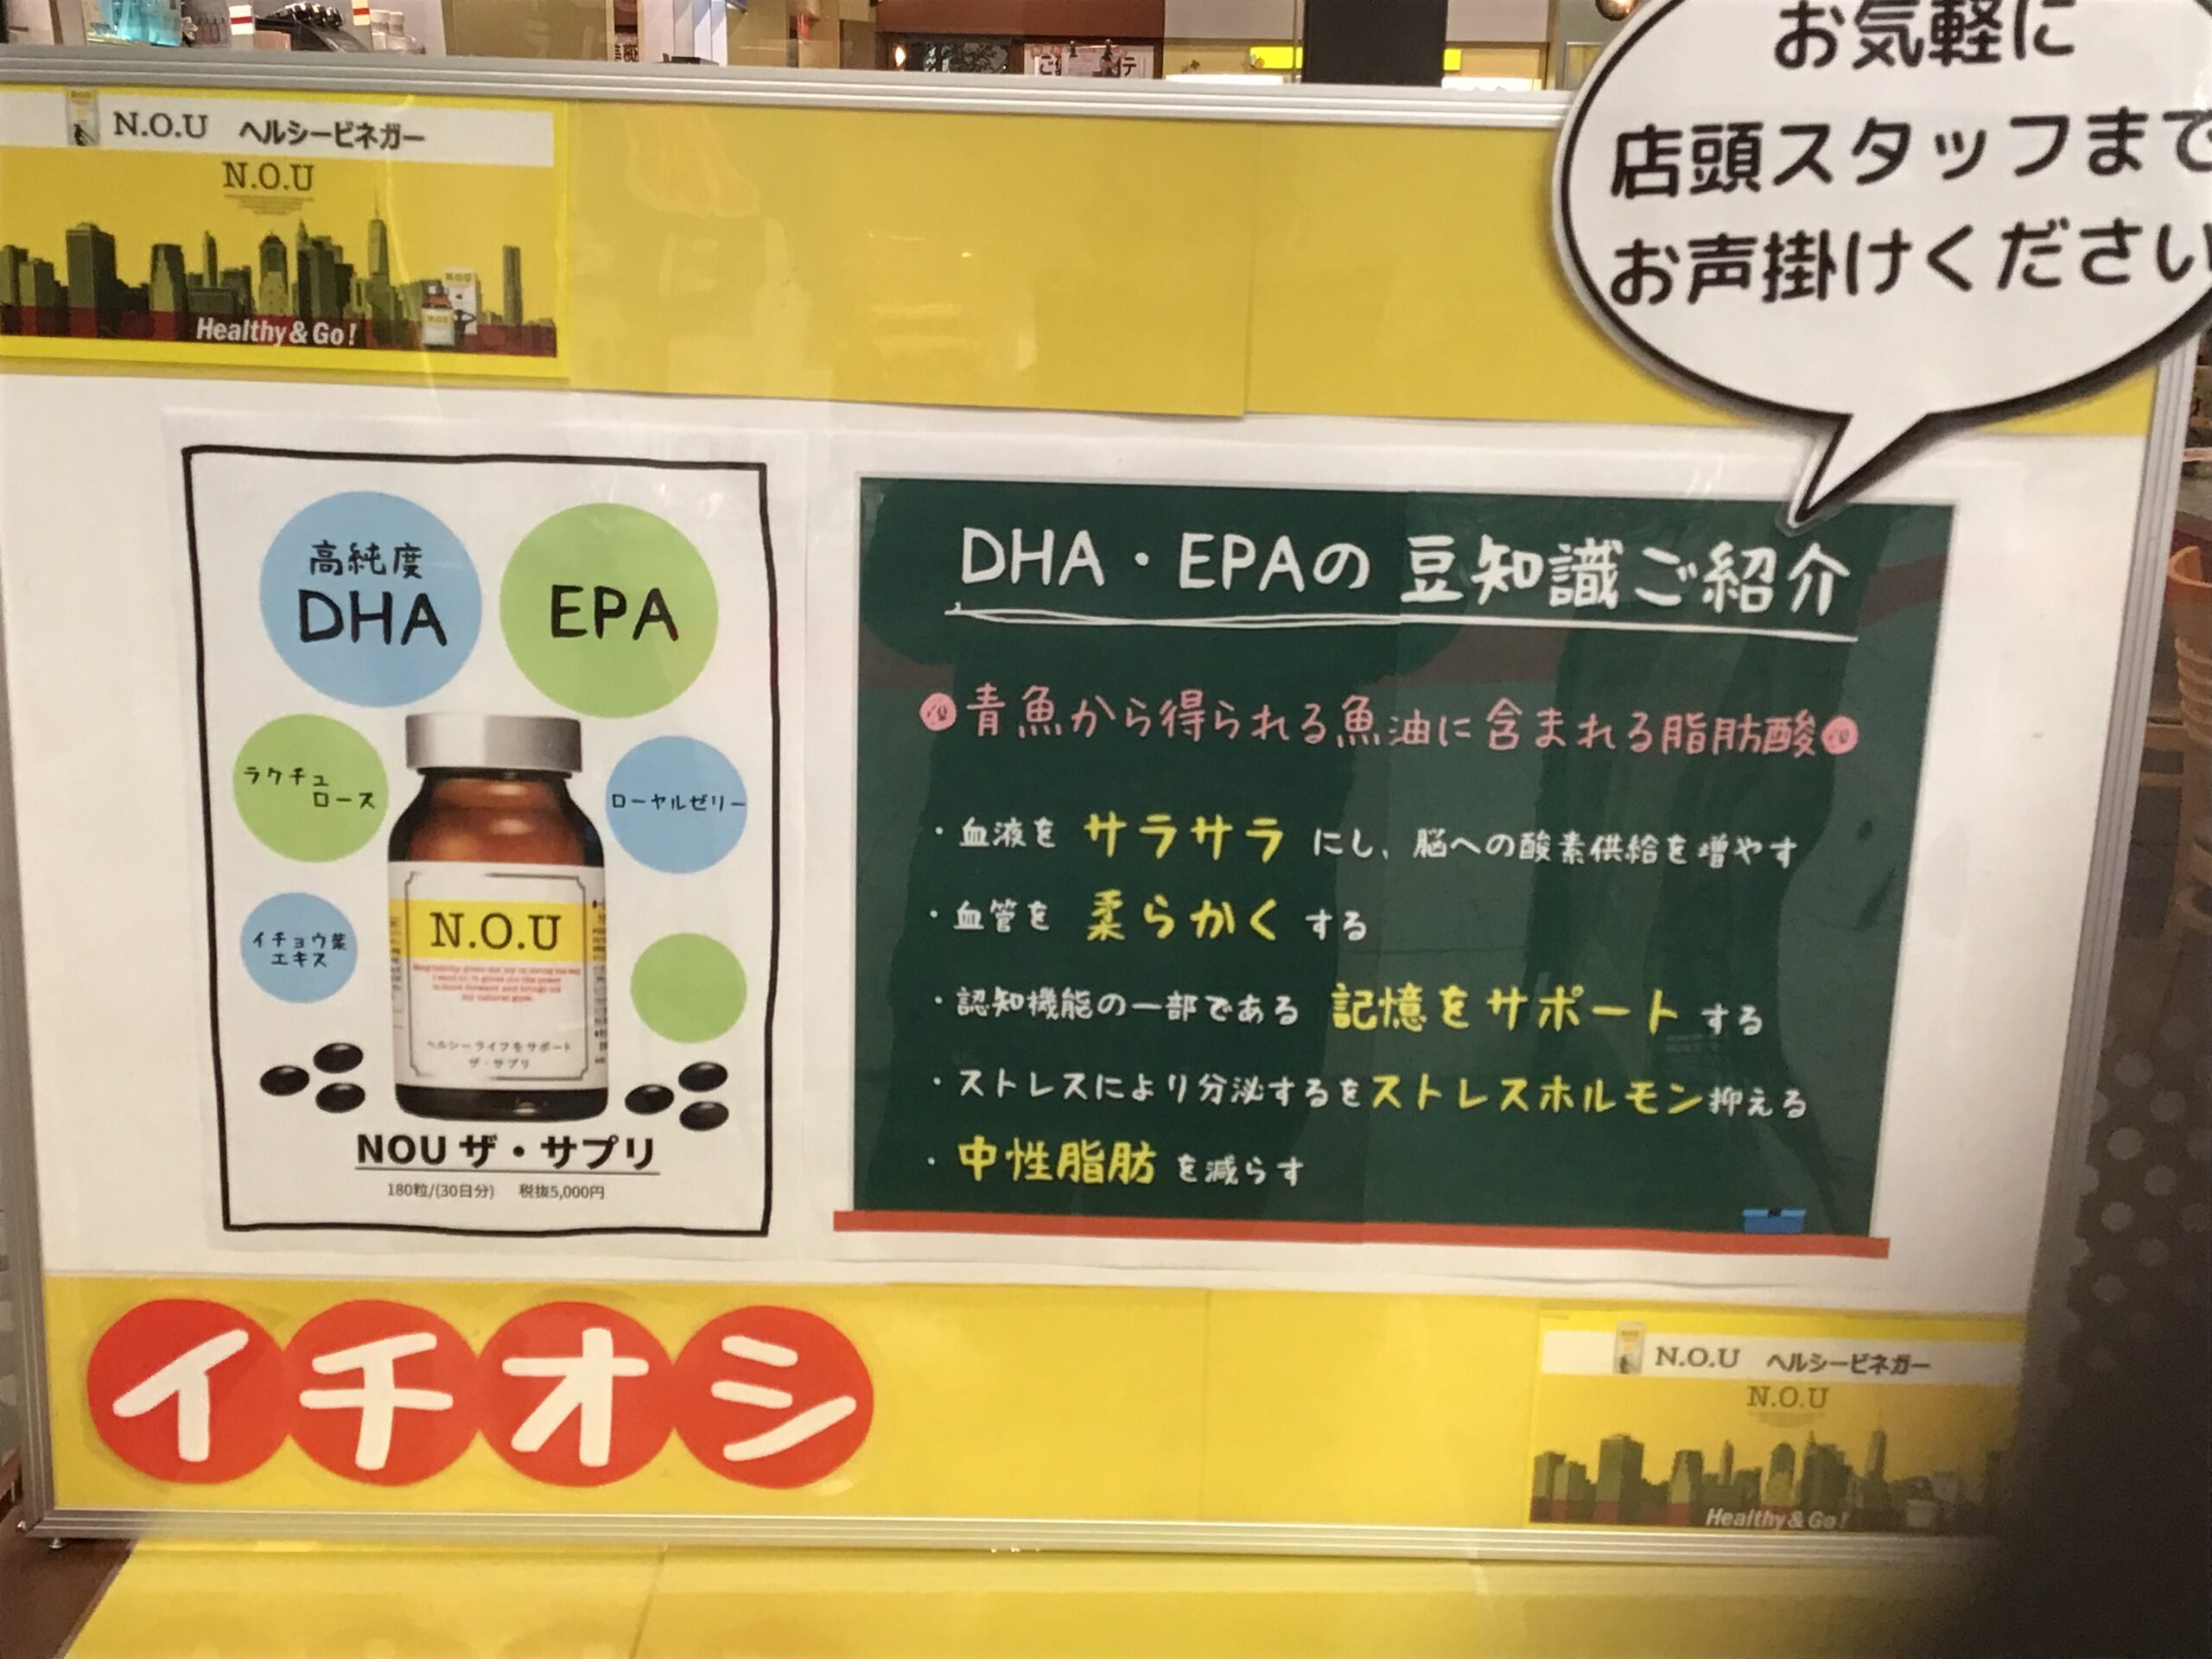 N.O.U ヘルシービネガー
N.O.U
Healthy & Go!
お気軽に
店頭スタッフまで
お声掛けください
高純度
DHA
EPA
ラクチュ
ロース
ローヤルゼリー
イチョウ葉
エキス
N.O.U
ヘルシーライフをサポート
ザ・サプリ
NOU ザ・サプリ
180粒/(30日分) 税抜5,000円
DHA・EPAの 豆知識ご紹介
青魚から得られる魚油に含まれる脂肪酸
・血液を サラサラ にし、脳への酸素供給を増やす
・血管を 柔らかく する
・認知機能の一部である 記憶をサポート する
・ストレスにより分泌するをストレスホルモン抑える
・中性脂肪 を減らす
イチオシ
N.O.U ヘルシービネガー
N.O.U
Healthy & Go!